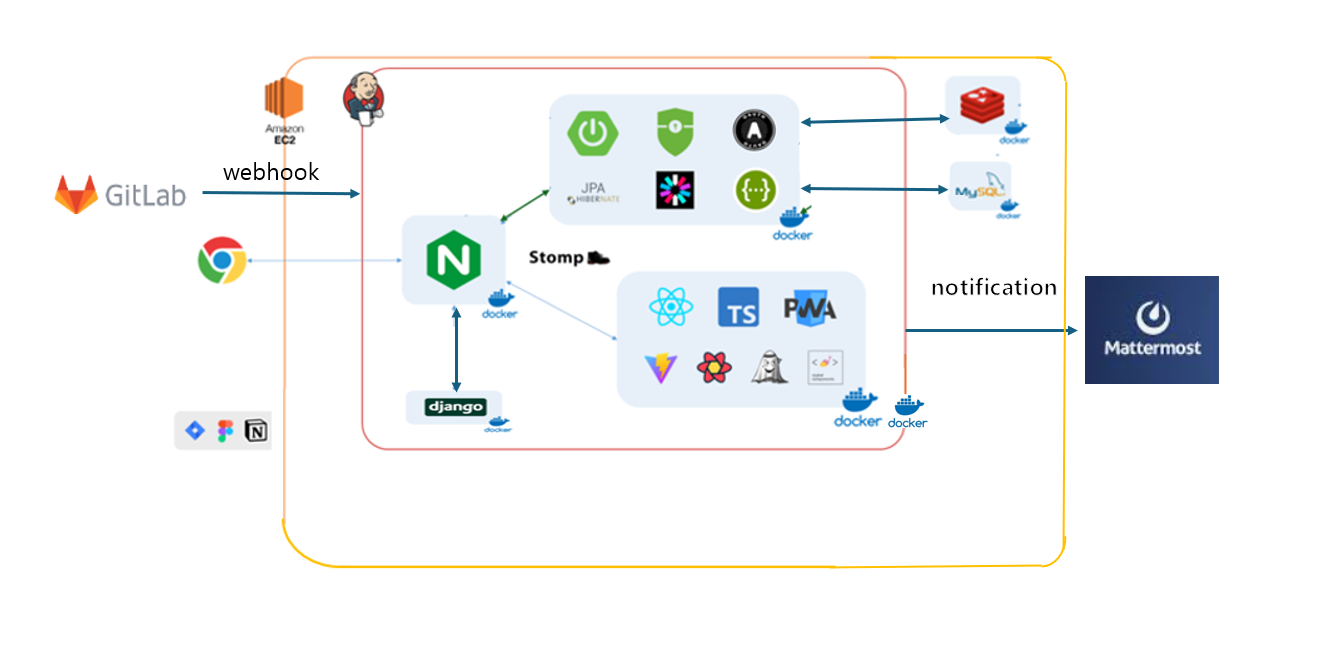 Amazon
EC2
webhook
GitLab
JPA
HIBERNATE
docker
docker
MySQL
docker
docker
N
Stomp
docker
notification
TS
PWA
Mattermost
django
docker
docker
docker
N